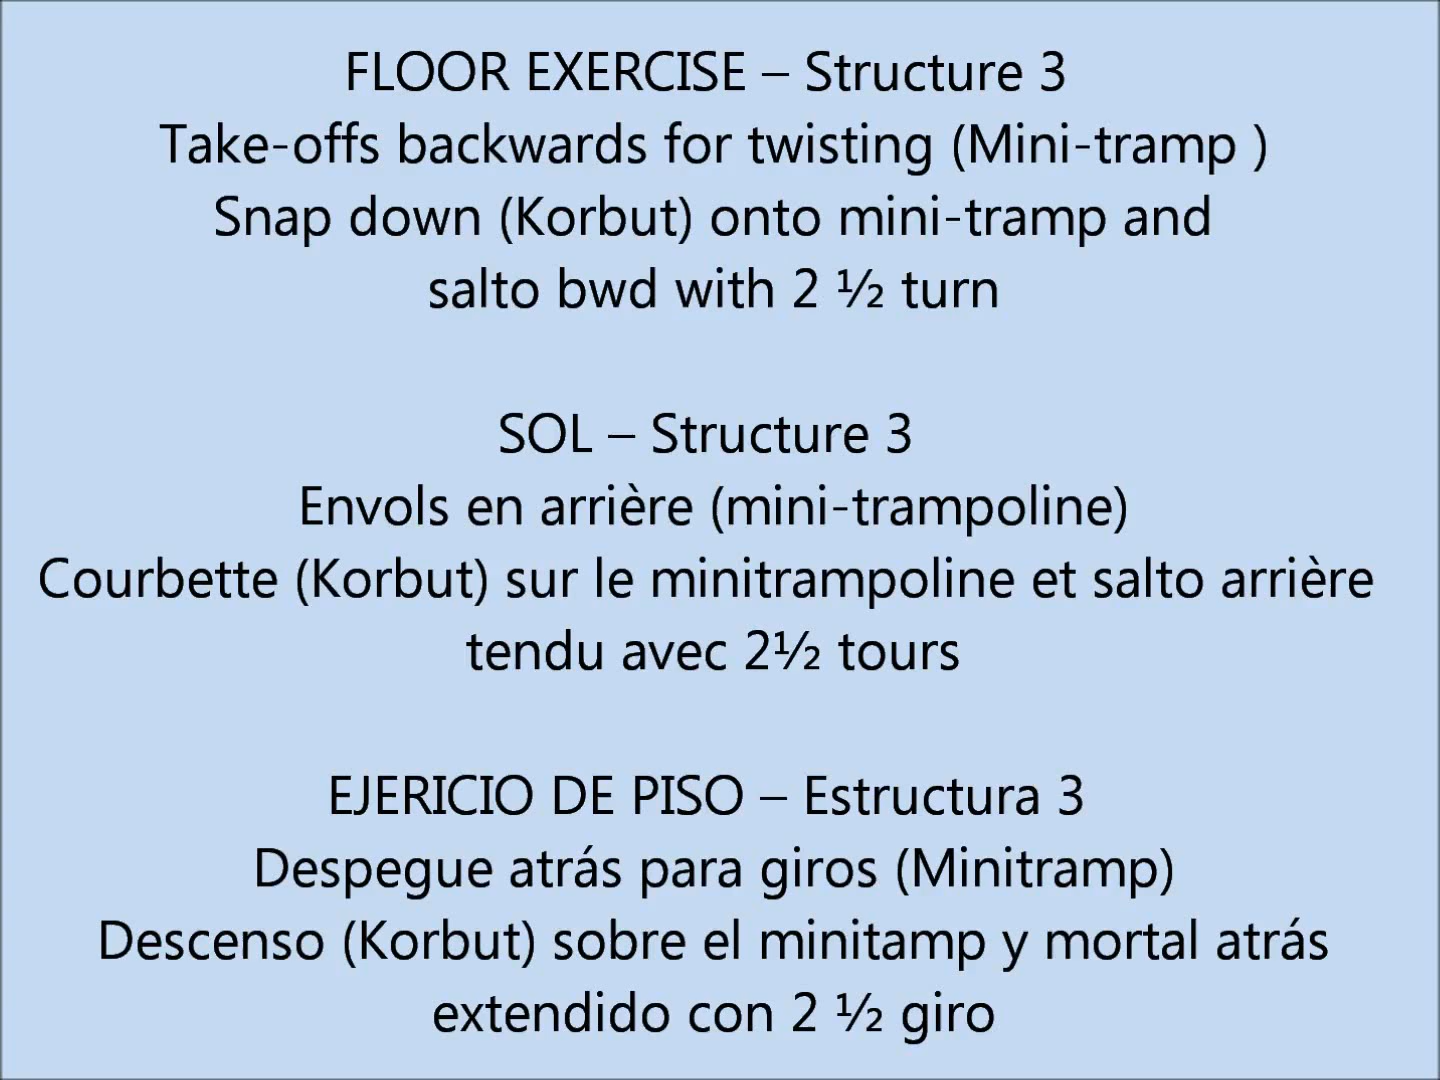 FLOOR EXERCISE – Structure 3
Take-offs backwards for twisting (Mini-tramp )
Snap down (Korbut) onto mini-tramp and
salto bwd with 2 ½ turn
SOL – Structure 3
Envols en arrière (mini-trampoline)
Courbette (Korbut) sur le minitrampoline et salto arrière
tendu avec 2½ tours
EJERICIO DE PISO – Estructura 3
Despegue atrás para giros (Minitramp)
Descenso (Korbut) sobre el minitamp y mortal atrás
extendido con 2 ½ giro